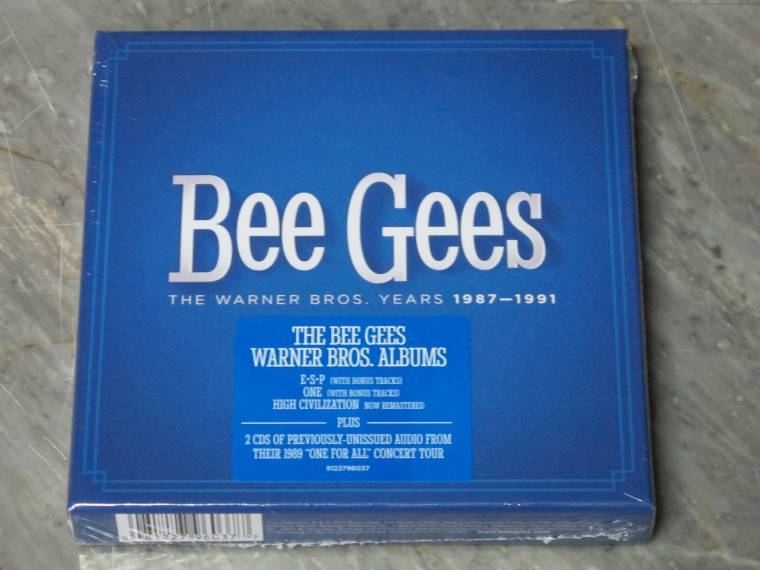 Bee Gees
THE WARNER BROS. YEARS 1987—1991
THE BEE GEES
WARNER BROS. ALBUMS
E·S·P (WITH BONUS TRACKS)
ONE (WITH BONUS TRACKS)
HIGH CIVILIZATION NOW REMASTERED
PLUS
2 CDS OF PREVIOUSLY-UNISSUED AUDIO FROM
THEIR 1989 "ONE FOR ALL" CONCERT TOUR
8122796037